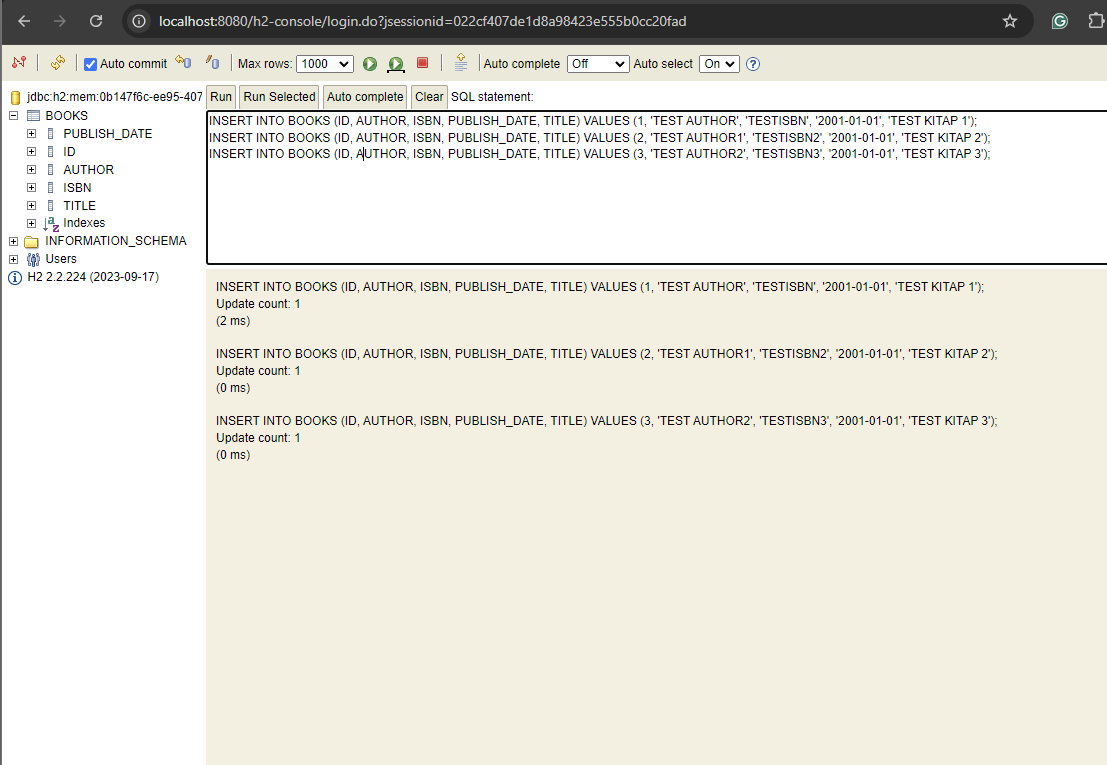 localhost:8080/h2-console/login.do?jsessionid=022cf407de1d8a98423e555b0cc20fad
Auto commit Max rows: 1000 Auto complete Off Auto select On
jdbc:h2:mem:0b147f6c-ee95-407
BOOKS
PUBLISH_DATE
ID
AUTHOR
ISBN
TITLE
Indexes
INFORMATION_SCHEMA
Users
H2 2.2.224 (2023-09-17)
Run Run Selected Auto complete Clear SQL statement:
INSERT INTO BOOKS (ID, AUTHOR, ISBN, PUBLISH_DATE, TITLE) VALUES (1, 'TEST AUTHOR', 'TESTISBN', '2001-01-01', 'TEST KITAP 1');
INSERT INTO BOOKS (ID, AUTHOR, ISBN, PUBLISH_DATE, TITLE) VALUES (2, 'TEST AUTHOR1', 'TESTISBN2', '2001-01-01', 'TEST KITAP 2');
INSERT INTO BOOKS (ID, AUTHOR, ISBN, PUBLISH_DATE, TITLE) VALUES (3, 'TEST AUTHOR2', 'TESTISBN3', '2001-01-01', 'TEST KITAP 3');
INSERT INTO BOOKS (ID, AUTHOR, ISBN, PUBLISH_DATE, TITLE) VALUES (1, 'TEST AUTHOR', 'TESTISBN', '2001-01-01', 'TEST KITAP 1');
Update count: 1
(2 ms)
INSERT INTO BOOKS (ID, AUTHOR, ISBN, PUBLISH_DATE, TITLE) VALUES (2, 'TEST AUTHOR1', 'TESTISBN2', '2001-01-01', 'TEST KITAP 2');
Update count: 1
(0 ms)
INSERT INTO BOOKS (ID, AUTHOR, ISBN, PUBLISH_DATE, TITLE) VALUES (3, 'TEST AUTHOR2', 'TESTISBN3', '2001-01-01', 'TEST KITAP 3');
Update count: 1
(0 ms)